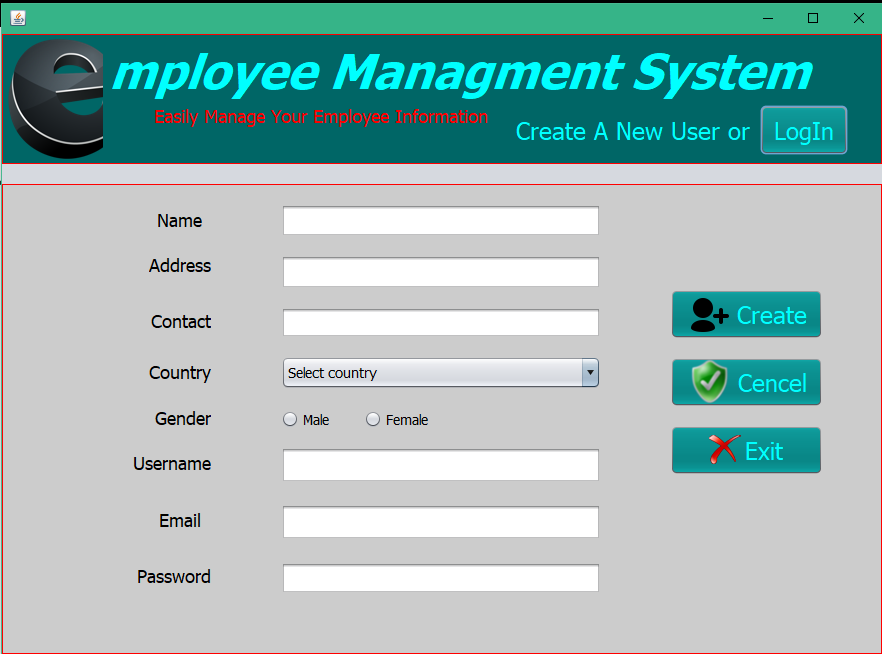 employee Managment System
Easily Manage Your Employee Information
Create A New User or LogIn
Name
Address
Contact
Create
Country
Select country
Cencel
Gender
Male
Female
Exit
Username
Email
Password